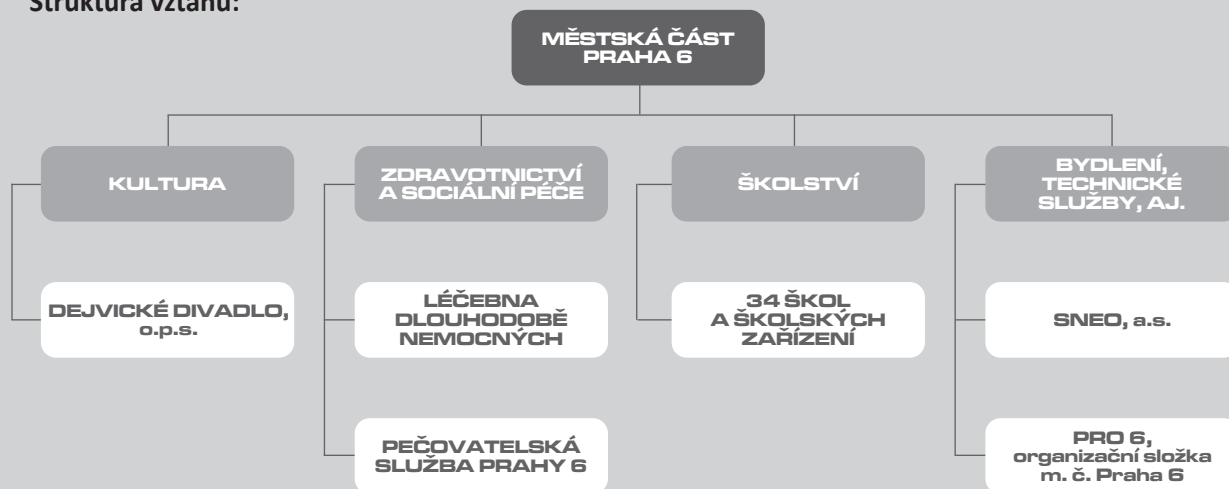 Struktura vztahů:
MĚSTSKÁ ČÁST
PRAHA 6
KULTURA
ZDRAVOTNICTVÍ
A SOCIÁLNÍ PÉČE
ŠKOLSTVÍ
BYDLENÍ,
TECHNICKÉ
SLUŽBY, AJ.
DEJVICKÉ DIVADLO,
o.p.s.
LÉČEBNA
DLOUHODOBĚ
NEMOCNÝCH
34 ŠKOL
A ŠKOLSKÝCH
ZAŘÍZENÍ
SNEO, a.s.
PEČOVATELSKÁ
SLUŽBA PRAHY 6
PRO 6,
organizační složka
m. č. Praha 6